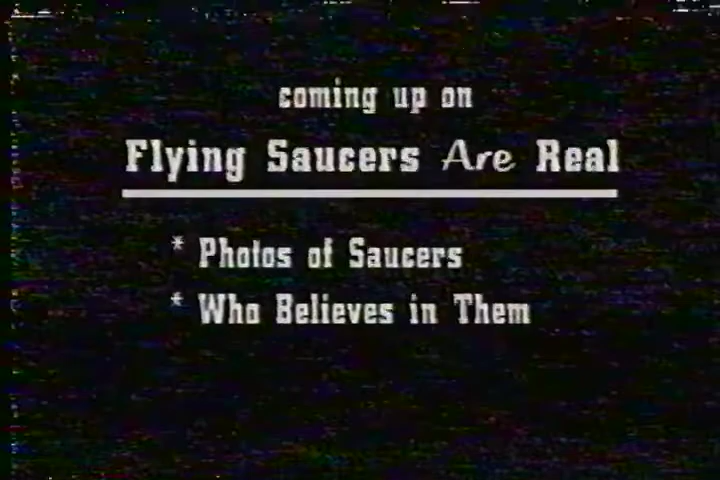 coming up on
Flying Saucers Are Real
* Photos of Saucers
* Who Believes in Them